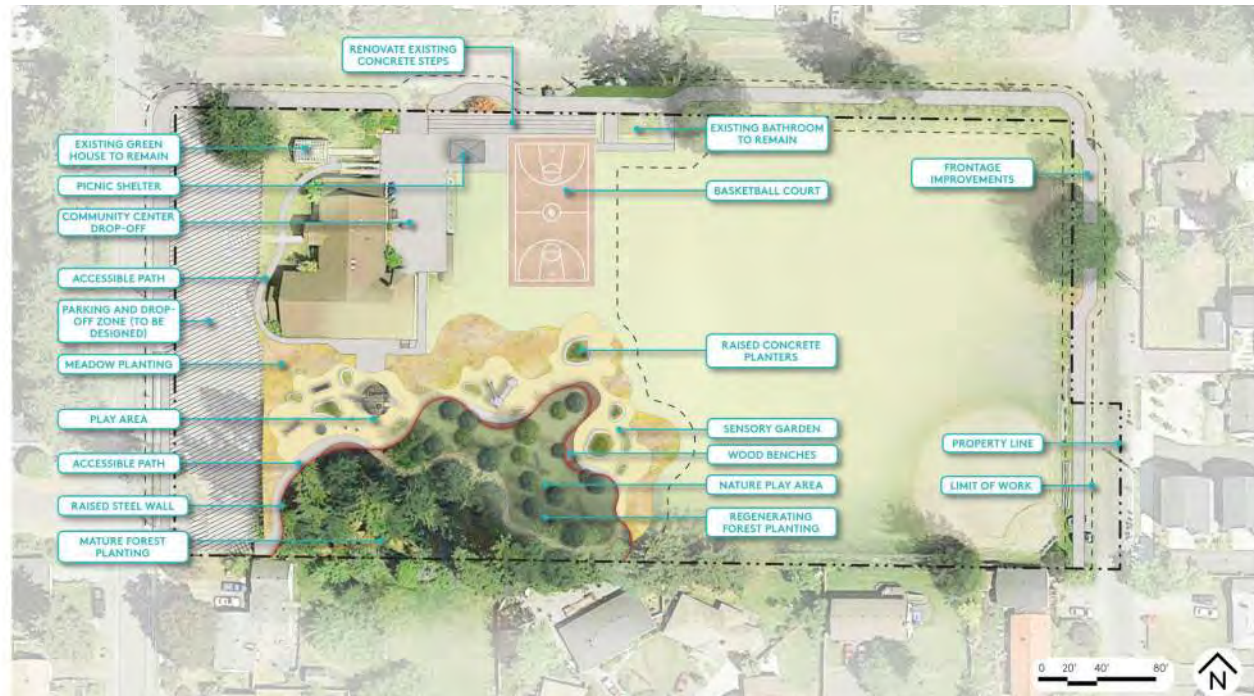 RENOVATE EXISTING
CONCRETE STEPS
EXISTING GREEN
HOUSE TO REMAIN
PICNIC SHELTER
COMMUNITY CENTER
DROP-OFF
ACCESSIBLE PATH
PARKING AND DROP-
OFF ZONE (TO BE
DESIGNED)
MEADOW PLANTING
PLAY AREA
ACCESSIBLE PATH
RAISED STEEL WALL
MATURE FOREST
PLANTING
EXISTING BATHROOM
TO REMAIN
BASKETBALL COURT
RAISED CONCRETE
PLANTERS
SENSORY GARDEN
WOOD BENCHES
NATURE PLAY AREA
REGENERATING
FOREST PLANTING
FRONTAGE
IMPROVEMENTS
PROPERTY LINE
LIMIT OF WORK
0 20' 40' 80'
N